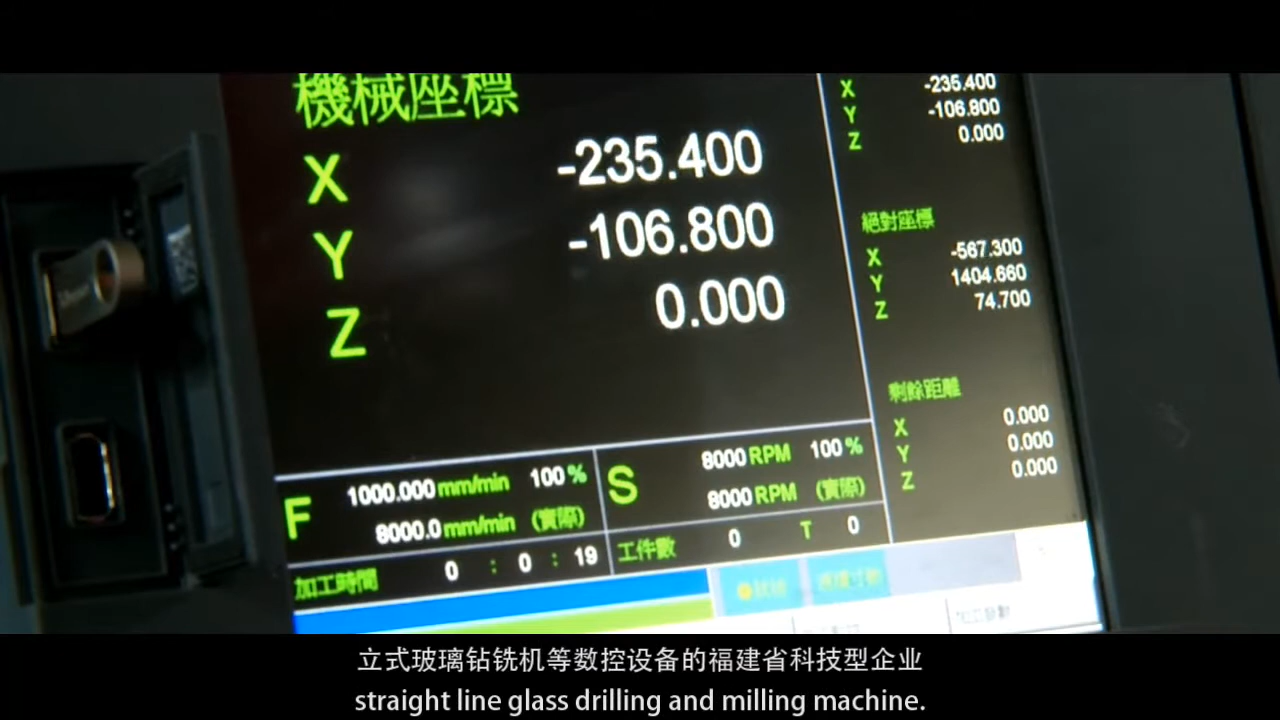 機械座標
X -235.400
Y -106.800
Z 0.000
X -235.400
Y -106.800
Z 0.000
絕對座標
X -567.300
Y 1404.660
Z 74.700
剩餘距離
X 0.000
Y 0.000
Z 0.000
F 1000.000 mm/min 100 %
8000.0 mm/min (實際)
S 8000 RPM 100 %
8000 RPM (實際)
加工時間 0 : 0 : 19
工件數 0 T 0
立式玻璃钻铣机等数控设备的福建省科技型企业
straight line glass drilling and milling machine.